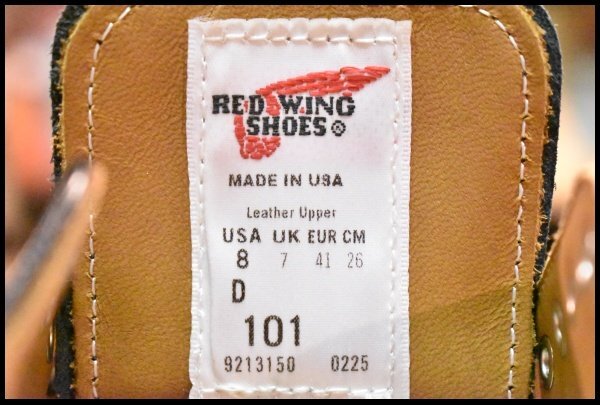 RED WING
SHOES®
MADE IN USA
Leather Upper
USA UK EUR CM
8 7 41 26
D
101
9213150 0225